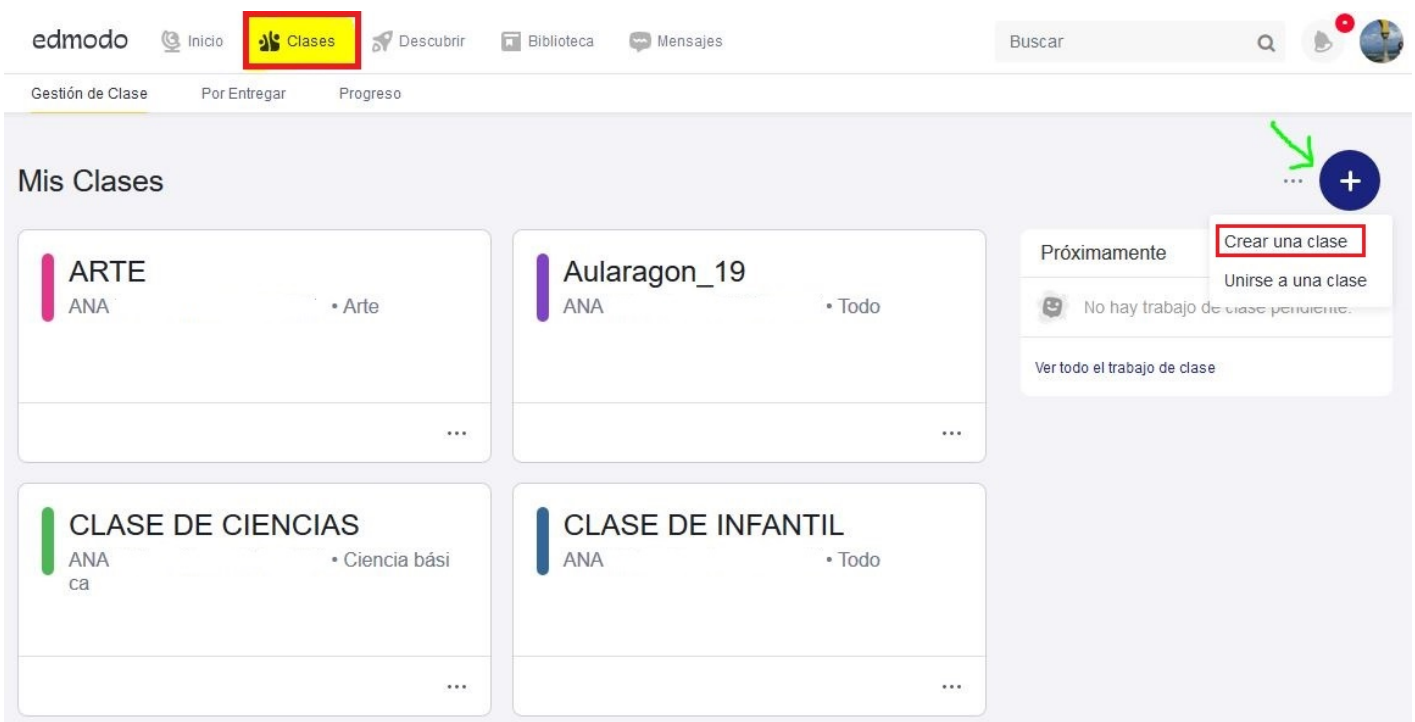 edmodo Inicio Clases Descubrir Biblioteca Mensajes Buscar
Gestión de Clase Por Entregar Progreso
Mis Clases
... +
Crear una clase
Unirse a una clase
ARTE
ANA • Arte
...
Aularagon_19
ANA • Todo
...
Próximamente
No hay trabajo de clase pendiente.
Ver todo el trabajo de clase
CLASE DE CIENCIAS
ANA • Ciencia bási
ca
...
CLASE DE INFANTIL
ANA • Todo
...